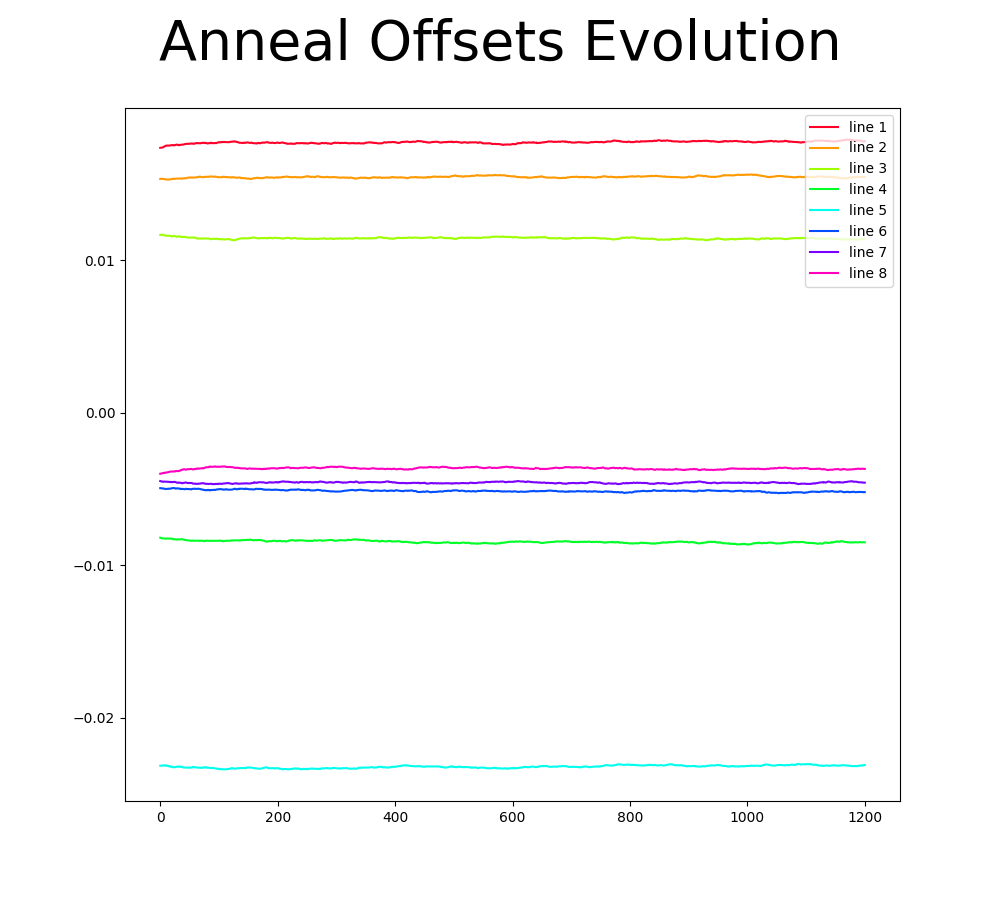 Anneal Offsets Evolution
line 1
line 2
line 3
line 4
line 5
line 6
line 7
line 8
0.01
0.00
−0.01
−0.02
0 200 400 600 800 1000 1200